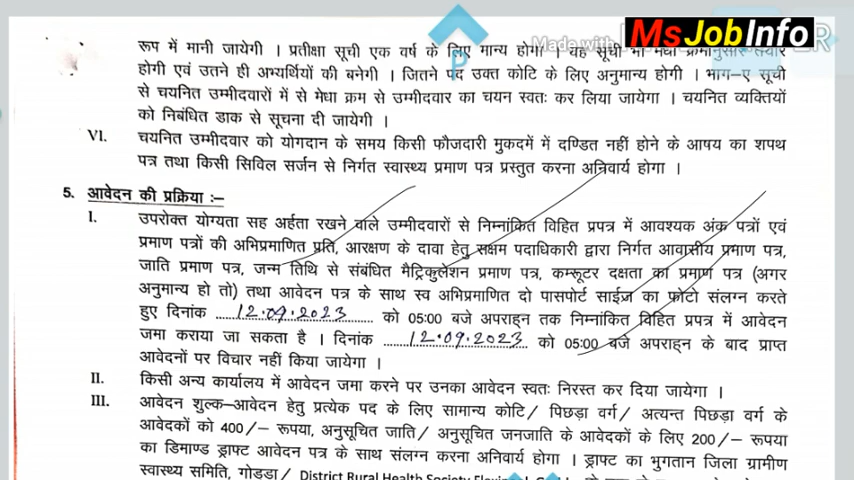 Made with
MsJobInfo
रूप में मानी जायेगी । प्रतीक्षा सूची एक वर्ष के लिए मान्य होगी । यह सूची भी मेधा क्रमानुसार तैयार
होगी एवं उतने ही अभ्यर्थियों की बनेगी । जितने पद उक्त कोटि के लिए अनुमान्य होगी । भाग–ए सूची
से चयनित उम्मीदवारों में से मेधा क्रम से उम्मीदवार का चयन स्वतः कर लिया जायेगा । चयनित व्यक्तियों
को निबंधित डाक से सूचना दी जायेगी ।
VI. चयनित उम्मीदवार को योगदान के समय किसी फौजदारी मुकदमें में दण्डित नहीं होने के आषय का शपथ
पत्र तथा किसी सिविल सर्जन से निर्गत स्वास्थ्य प्रमाण पत्र प्रस्तुत करना अनिवार्य होगा ।
5. आवेदन की प्रक्रिया :–
I. उपरोक्त योग्यता सह अर्हता रखने वाले उम्मीदवारों से निम्नांकित विहित प्रपत्र में आवश्यक अंक पत्रों एवं
प्रमाण पत्रों की अभिप्रमाणित प्रति, आरक्षण के दावा हेतु सक्षम पदाधिकारी द्वारा निर्गत आवासीय प्रमाण पत्र,
जाति प्रमाण पत्र, जन्म तिथि से संबंधित मैट्रिकुलेशन प्रमाण पत्र, कम्प्यूटर दक्षता का प्रमाण पत्र (अगर
अनुमान्य हो तो) तथा आवेदन पत्र के साथ स्व अभिप्रमाणित दो पासपोर्ट साईज का फोटो संलग्न करते
हुए दिनांक 12.09.2023 को 05:00 बजे अपराह्न तक निम्नांकित विहित प्रपत्र में आवेदन
जमा कराया जा सकता है । दिनांक 12.09.2023 को 05:00 बजे अपराह्न के बाद प्राप्त
आवेदनों पर विचार नहीं किया जायेगा ।
II. किसी अन्य कार्यालय में आवेदन जमा करने पर उनका आवेदन स्वतः निरस्त कर दिया जायेगा ।
III. आवेदन शुल्क–आवेदन हेतु प्रत्येक पद के लिए सामान्य कोटि/ पिछड़ा वर्ग/ अत्यन्त पिछड़ा वर्ग के
आवेदकों को 400/– रूपया, अनुसूचित जाति/ अनुसूचित जनजाति के आवेदकों के लिए 200/– रूपया
का डिमाण्ड ड्राफ्ट आवेदन पत्र के साथ संलग्न करना अनिवार्य होगा । ड्राफ्ट का भुगतान जिला ग्रामीण
स्वास्थ्य समिति, गोड्डा/ District Rural Health Society